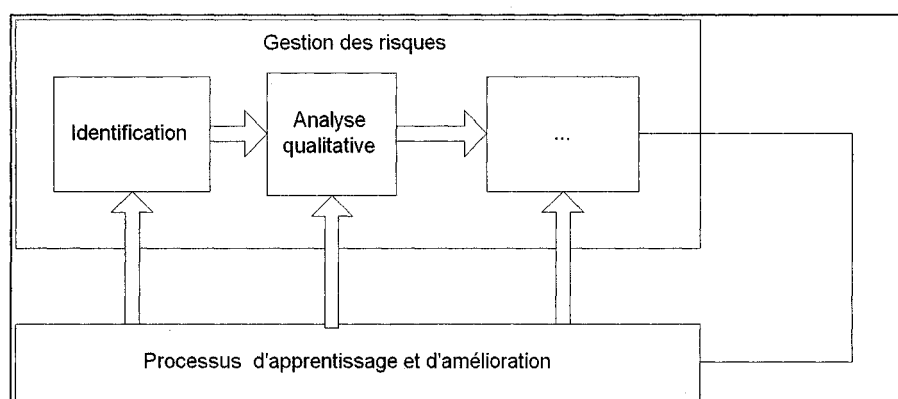 Gestion des risques
Identification
Analyse
qualitative
...
Processus d'apprentissage et d'amélioration